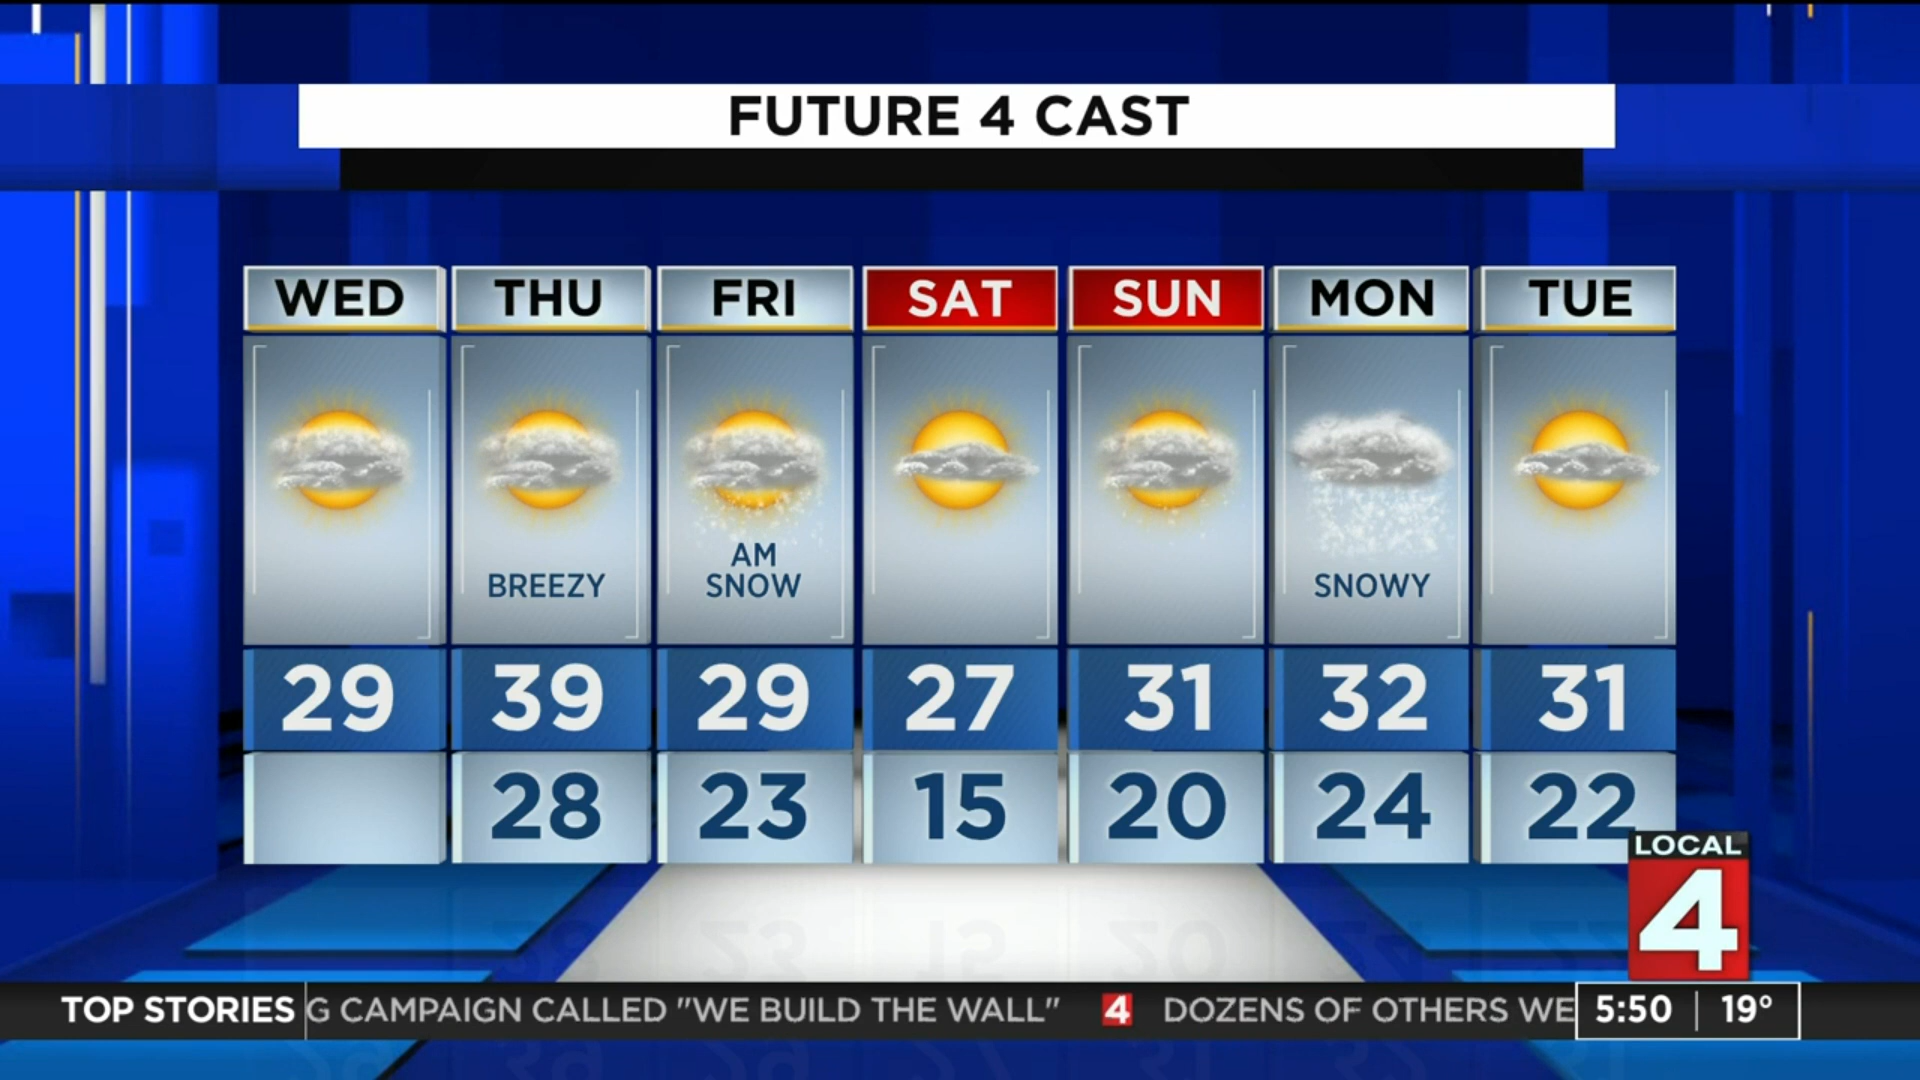 FUTURE 4 CAST
WED THU FRI SAT SUN MON TUE
BREEZY AM SNOW SNOWY
29 39 29 27 31 32 31
28 23 15 20 24 22
LOCAL
4
TOP STORIES G CAMPAIGN CALLED "WE BUILD THE WALL" 4 DOZENS OF OTHERS WE 5:50 19°